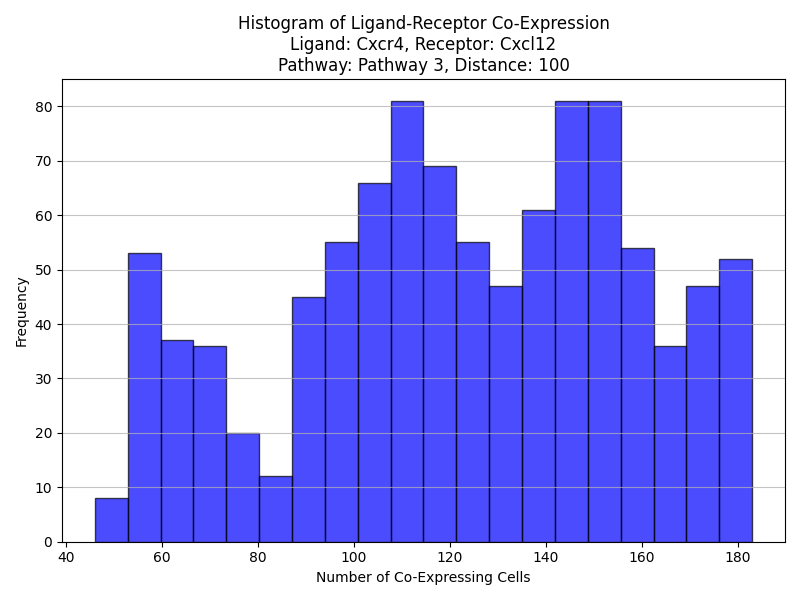 Histogram of Ligand-Receptor Co-Expression
Ligand: Cxcr4, Receptor: Cxcl12
Pathway: Pathway 3, Distance: 100
Frequency
80
70
60
50
40
30
20
10
0
40 60 80 100 120 140 160 180
Number of Co-Expressing Cells